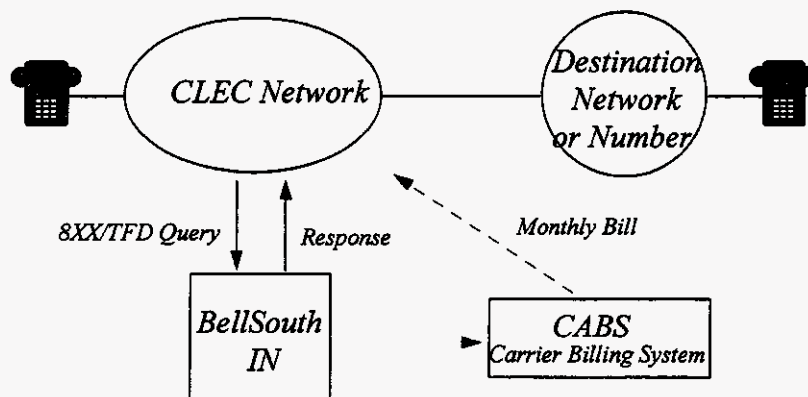 CLEC Network
Destination
Network
or Number
8XX/TFD Query
Response
Monthly Bill
BellSouth
IN
CABS
Carrier Billing System